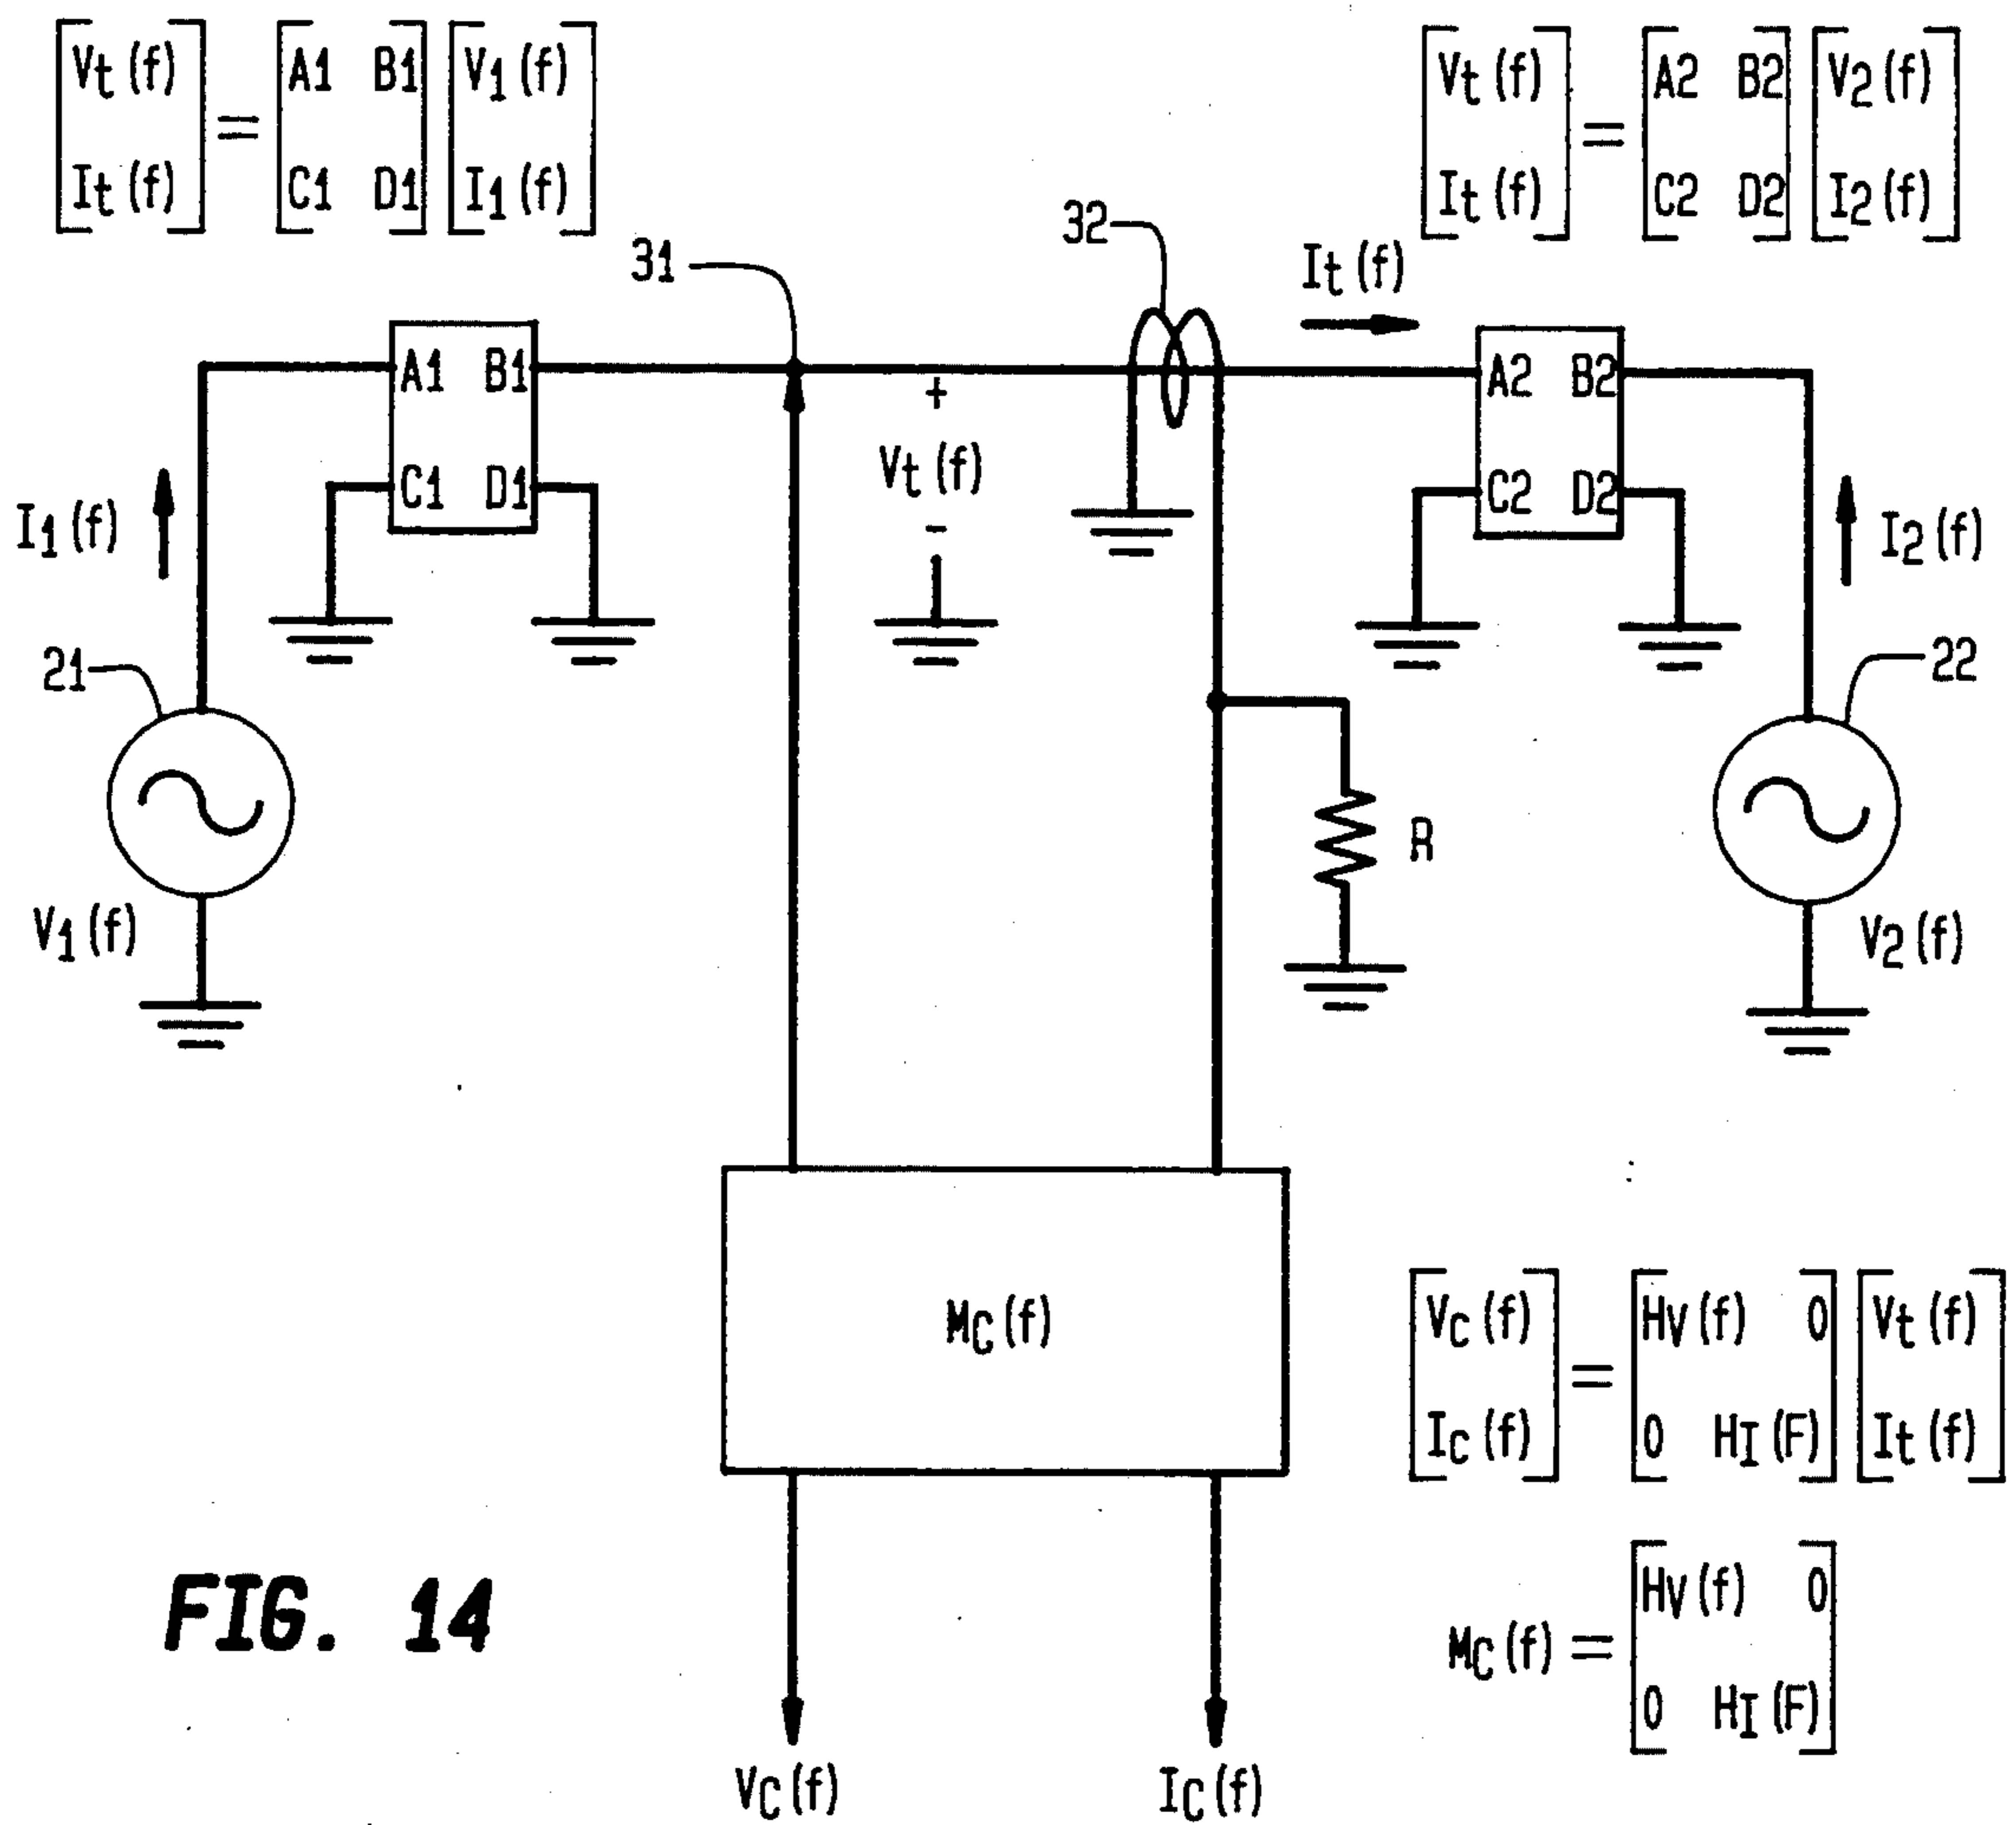 [Vt(f)] = [A1 B1] [V1(f)]
[It(f)] [C1 D1] [I1(f)]
[Vt(f)] = [A2 B2] [V2(f)]
[It(f)] [C2 D2] [I2(f)]
31
32
It(f)
A1 B1
C1 D1
+
Vt(f)
-
A2 B2
C2 D2
I1(f)
I2(f)
21
22
R
V1(f)
V2(f)
MC(f)
[VC(f)] = [HV(f) 0] [Vt(f)]
[IC(f)] [0 HI(F)] [It(f)]
MC(f) = [HV(f) 0]
[0 HI(F)]
FIG. 14
VC(f)
IC(f)